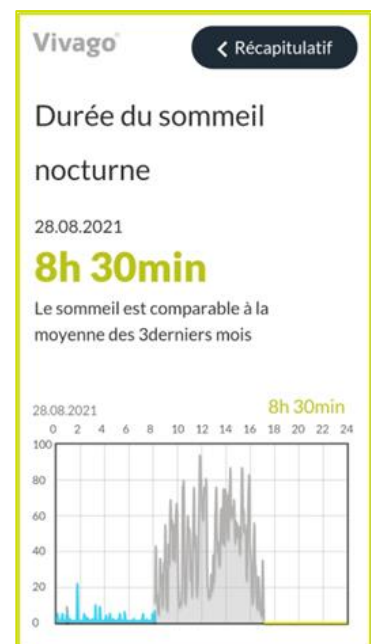 Vivago
< Récapitulatif
Durée du sommeil
nocturne
28.08.2021
8h 30min
Le sommeil est comparable à la
moyenne des 3derniers mois
28.08.2021 8h 30min
0 2 4 6 8 10 12 14 16 18 20 22 24
100
80
60
40
20
0